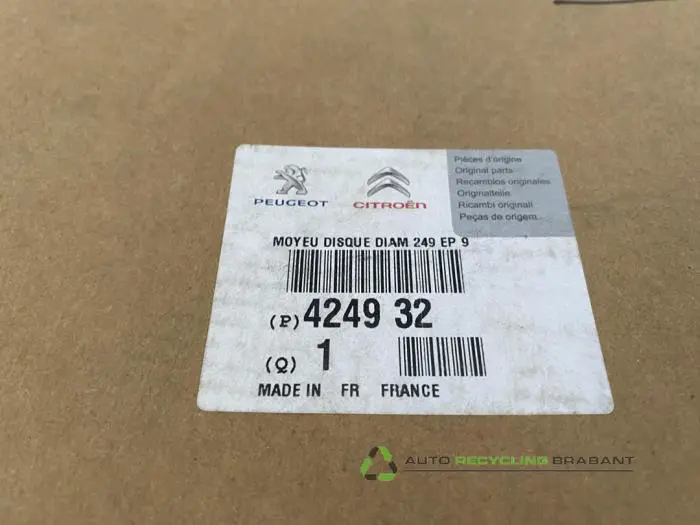 PEUGEOT
CITROËN
Pièces d'origine
Original parts
Recambios originales
Originalteile
Ricambi originali
Peças de origem
MOYEU DISQUE DIAM 249 EP 9
(P) 4249 32
(Q) 1
MADE IN FR FRANCE
AUTO RECYCLING BRABANT